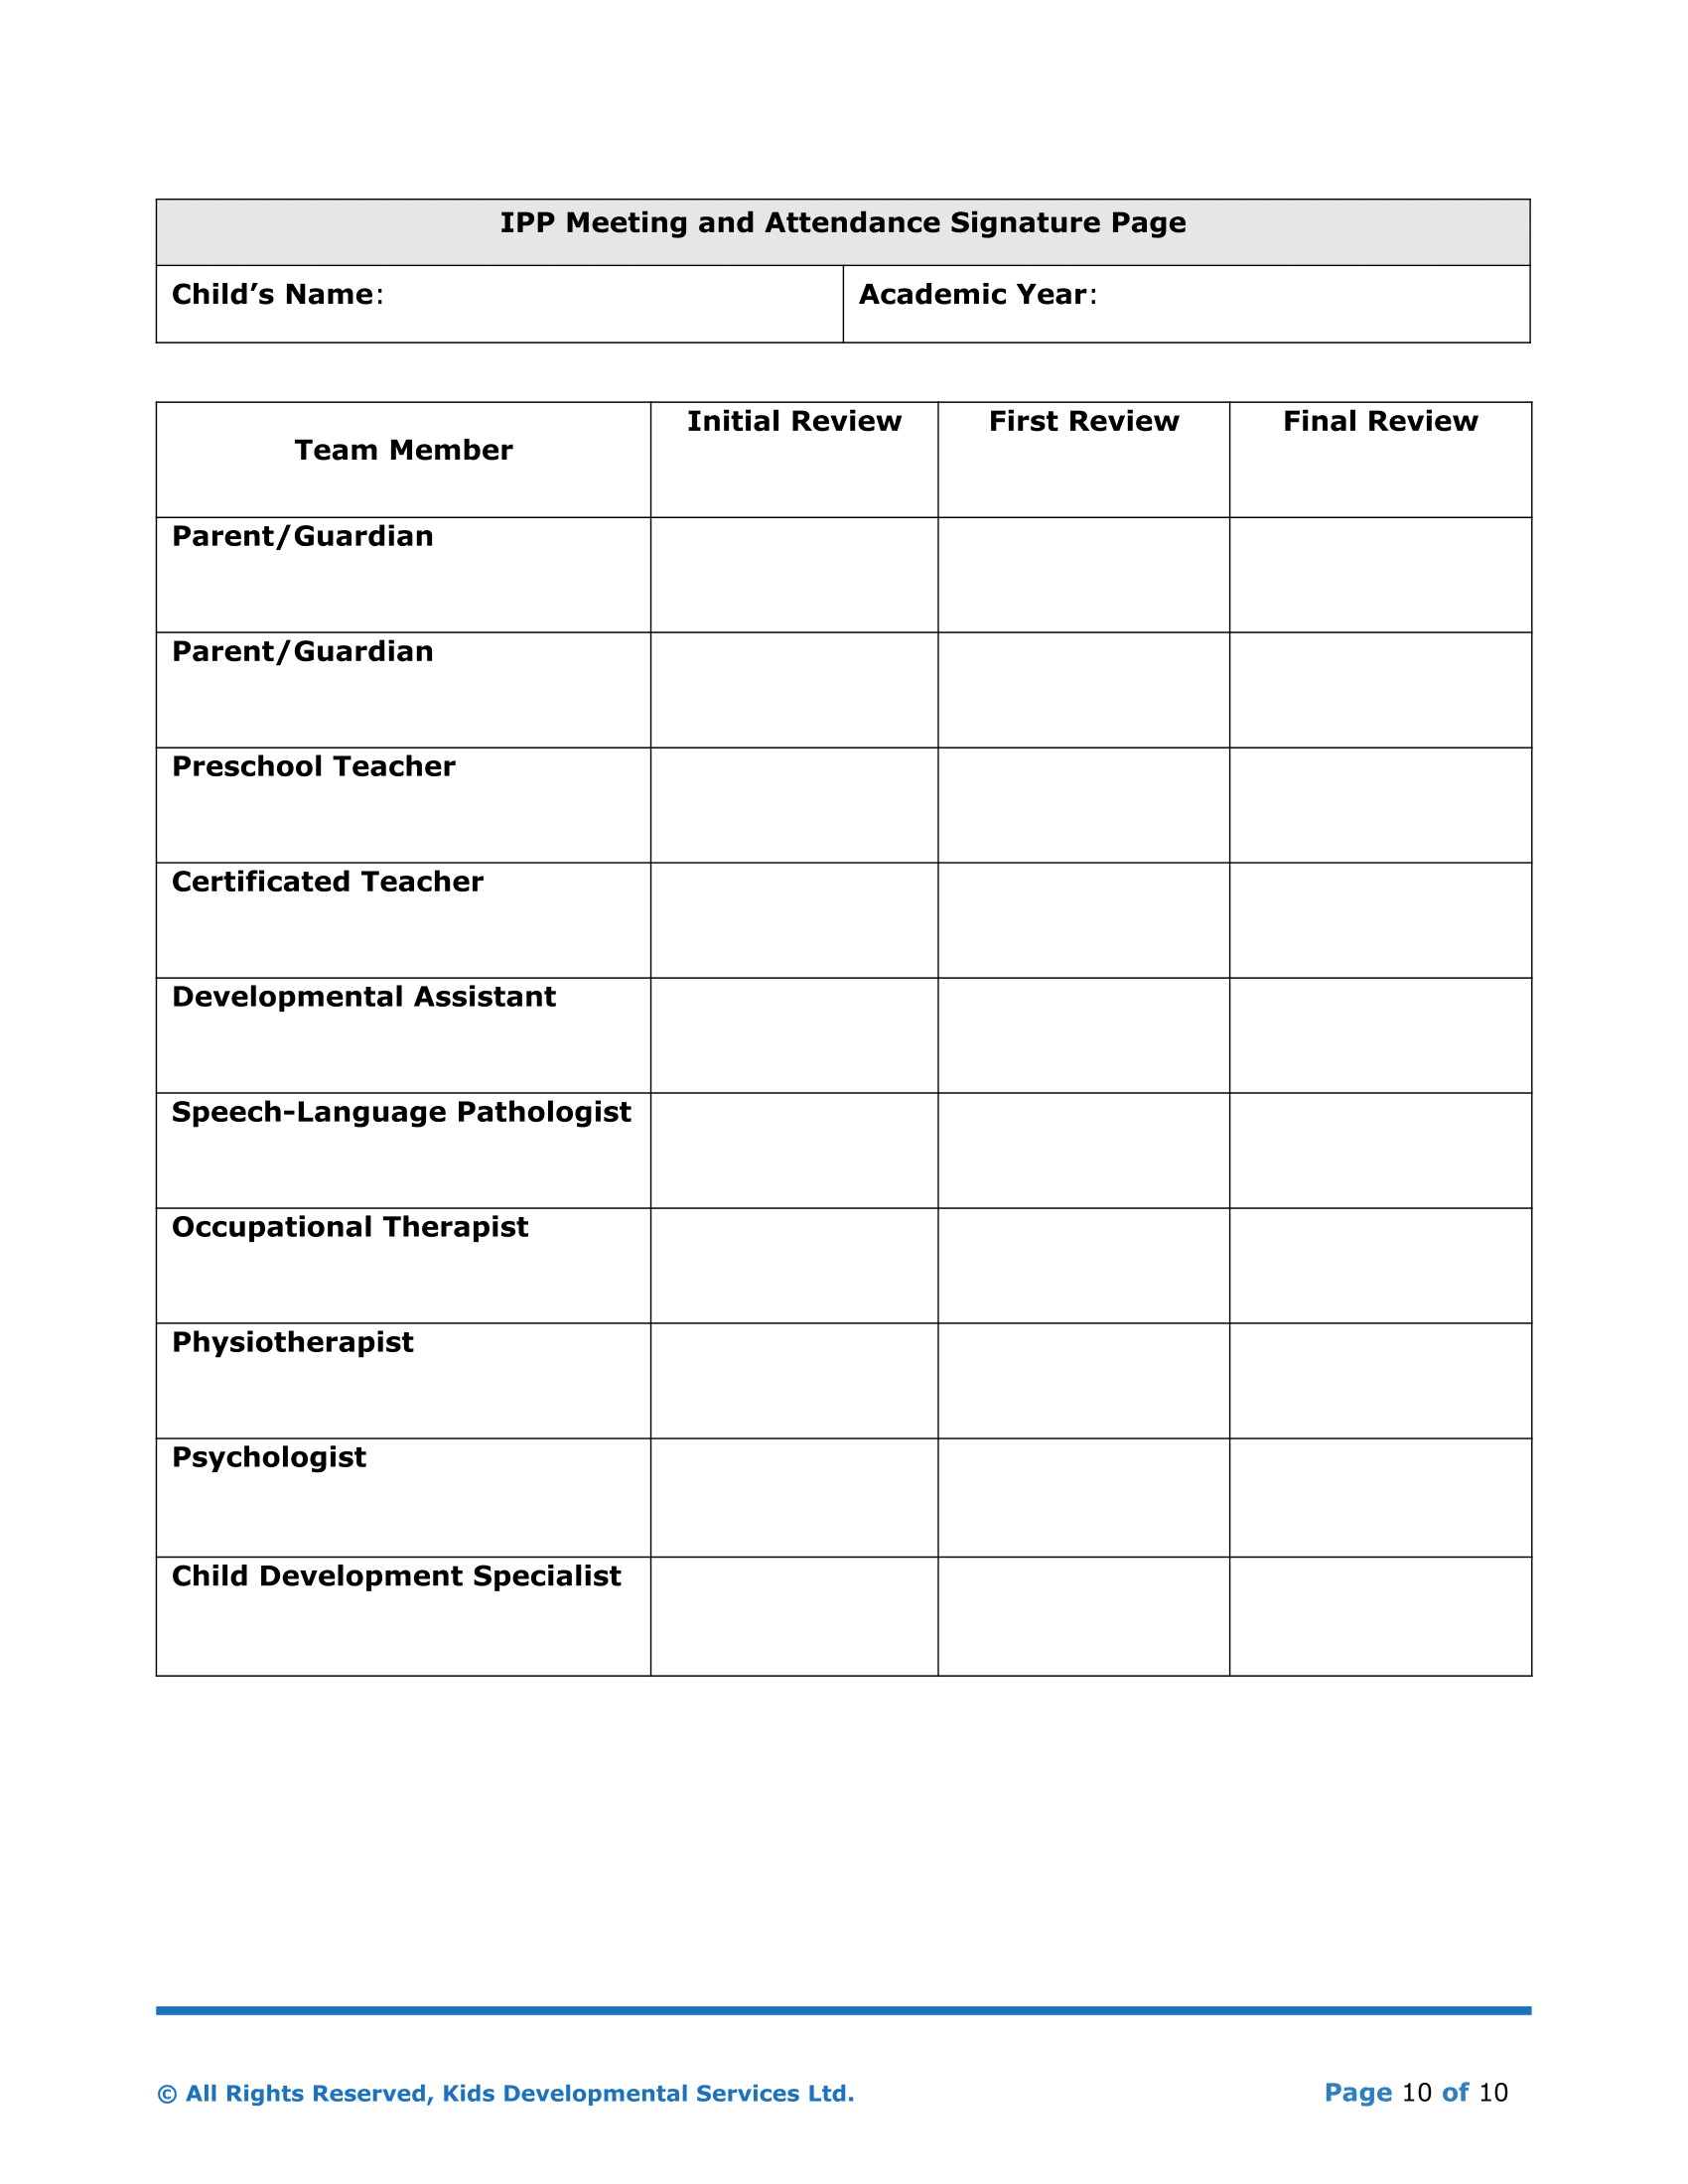 IPP Meeting and Attendance Signature Page
Child’s Name:
Academic Year:
Team Member
Initial Review
First Review
Final Review
Parent/Guardian
Parent/Guardian
Preschool Teacher
Certificated Teacher
Developmental Assistant
Speech-Language Pathologist
Occupational Therapist
Physiotherapist
Psychologist
Child Development Specialist
© All Rights Reserved, Kids Developmental Services Ltd.
Page 10 of 10